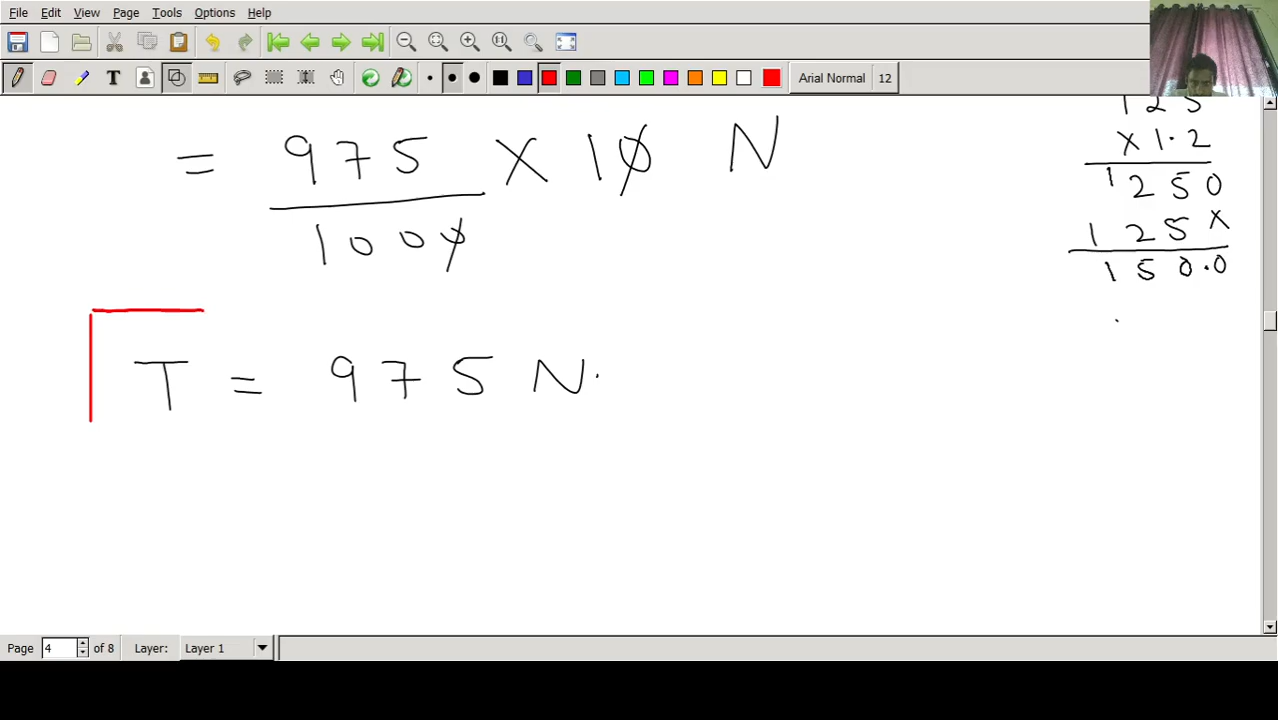 File Edit View Page Tools Options Help
Arial Normal 12
= 975 X 10 N
1000
T = 975 N.
125
X 1.2
1250
125X
150.0
Page 4 of 8 Layer: Layer 1